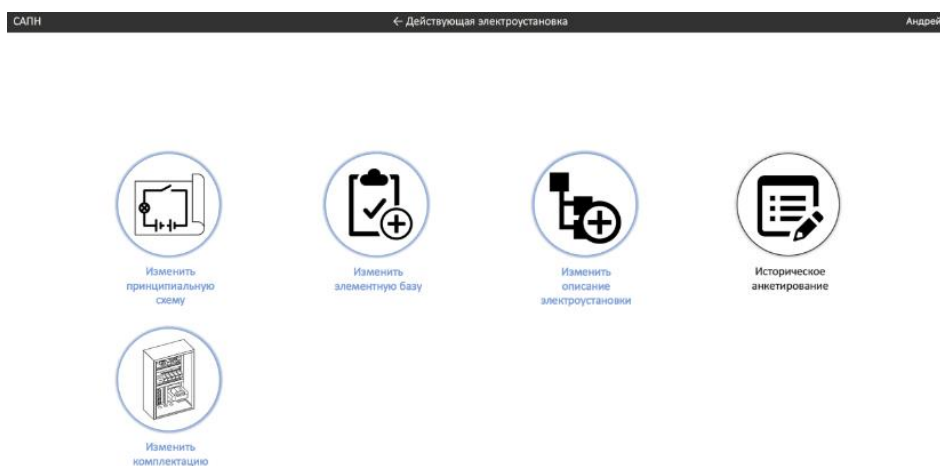 САПН
← Действующая электроустановка
Андрей
Изменить
принципиальную
схему
Изменить
элементную базу
Изменить
описание
электроустановки
Историческое
анкетирование
Изменить
комплектацию